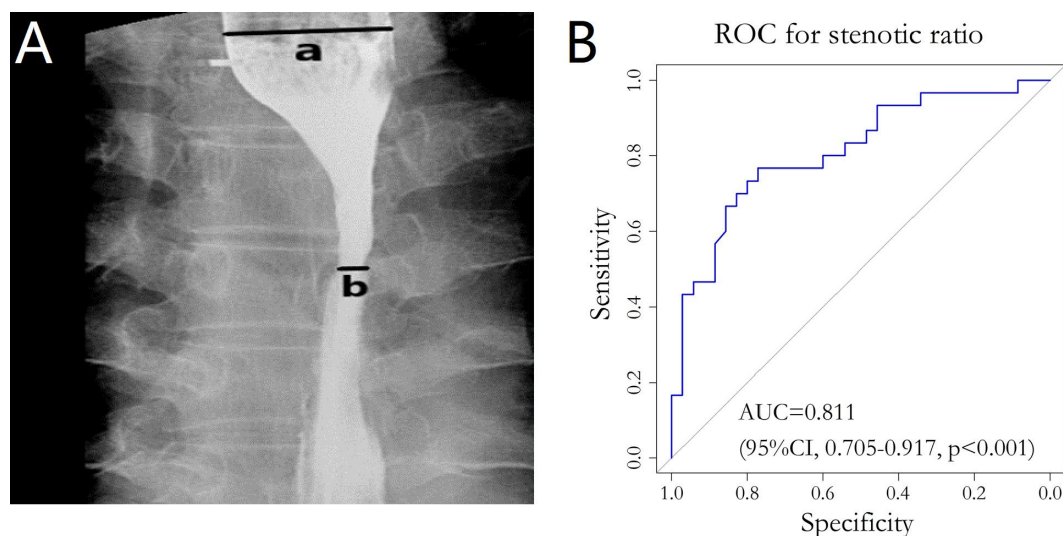 A
a
b
B
ROC for stenotic ratio
Sensitivity
1.0
0.8
0.6
0.4
0.2
0.0
AUC=0.811
(95%CI, 0.705-0.917, p<0.001)
1.0 0.8 0.6 0.4 0.2 0.0
Specificity